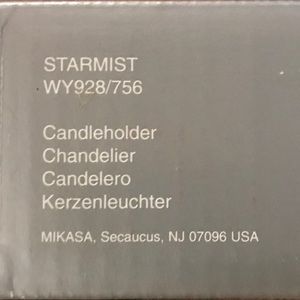 STARMIST
WY928/756
Candleholder
Chandelier
Candelero
Kerzenleuchter
MIKASA, Secaucus, NJ 07096 USA